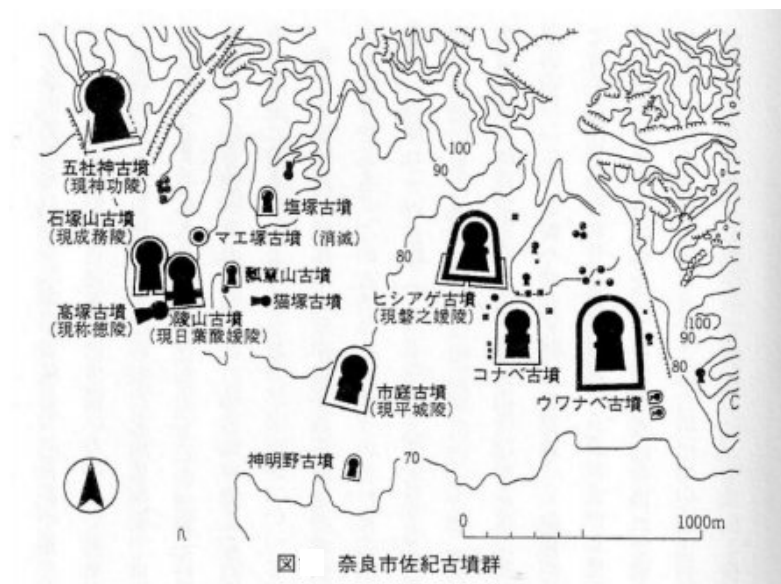 100
90
五社神古墳
(現神功陵)
石塚山古墳
(現成務陵)
塩塚古墳
マエ塚古墳(消滅)
80
瓢簞山古墳
猫塚古墳
高塚古墳
(現称徳陵)
陵山古墳
(現日葉酸媛陵)
ヒシアゲ古墳
(現磐之媛陵)
コナベ古墳
ウワナベ古墳
100
90
80
市庭古墳
(現平城陵)
神明野古墳
70
0
1000m
図 奈良市佐紀古墳群